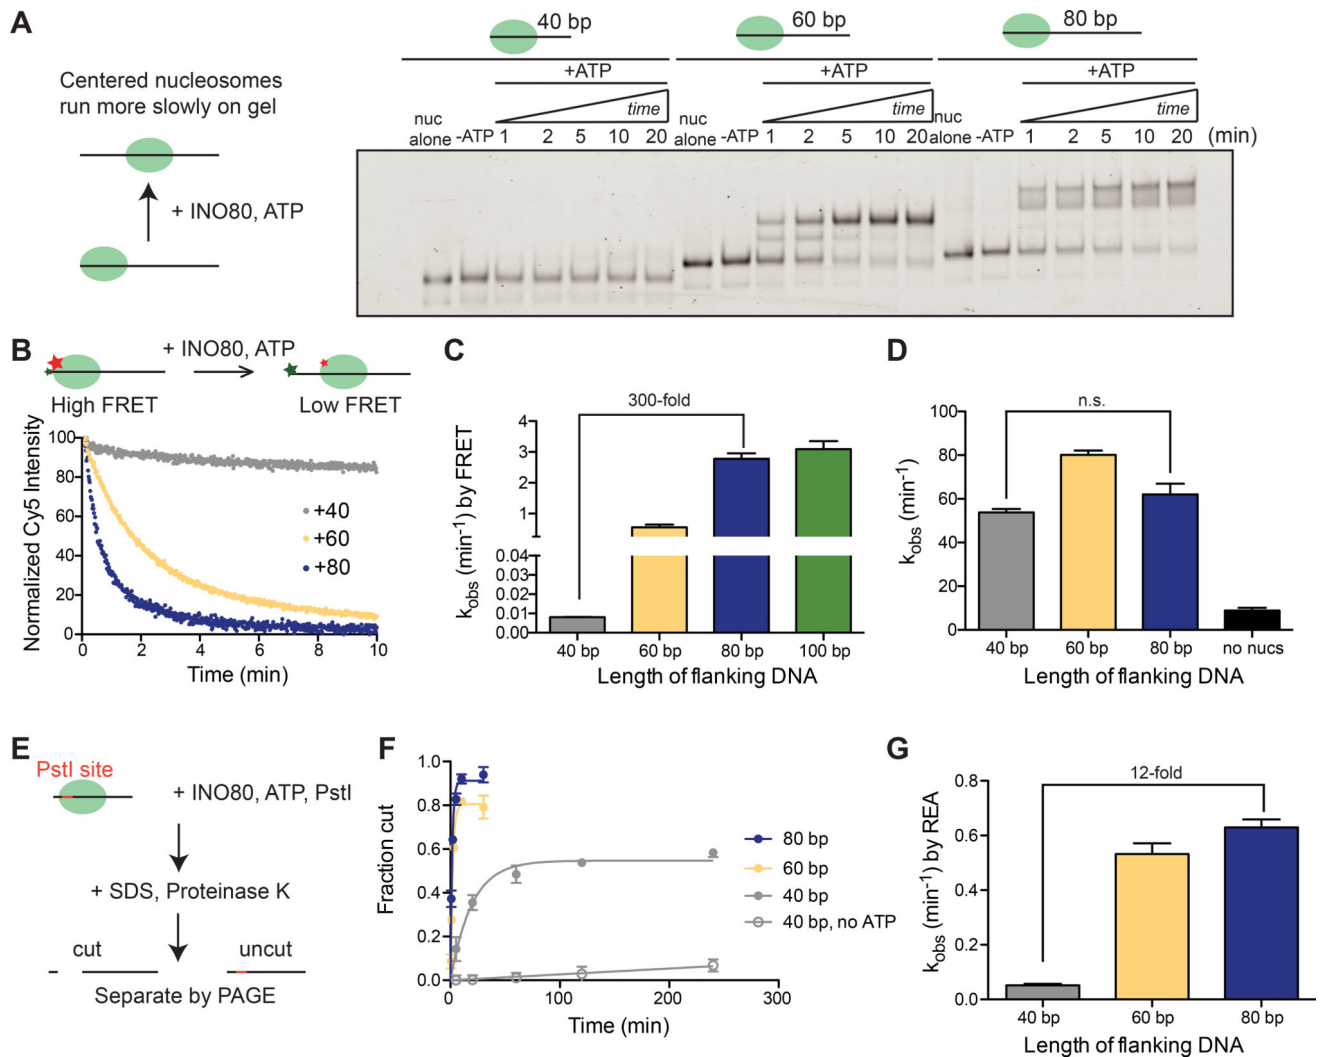 A
Centered nucleosomes
run more slowly on gel
+ INO80, ATP
40 bp
60 bp
80 bp
+ATP
+ATP
+ATP
time
time
time
nuc alone
-ATP
1 2 5 10 20
nuc alone
-ATP
1 2 5 10 20
nuc alone
-ATP
1 2 5 10 20
(min)
B
+ INO80, ATP
High FRET
Low FRET
Normalized Cy5 Intensity
100
80
60
40
20
0
+40
+60
+80
0 2 4 6 8 10
Time (min)
C
300-fold
kobs (min⁻¹) by FRET
4
3
2
1
0.04
0.03
0.02
0.01
0.00
40 bp 60 bp 80 bp 100 bp
Length of flanking DNA
D
n.s.
kobs (min⁻¹)
100
80
60
40
20
0
40 bp 60 bp 80 bp no nucs
Length of flanking DNA
E
PstI site
+ INO80, ATP, PstI
+ SDS, Proteinase K
cut
uncut
Separate by PAGE
F
Fraction cut
1.0
0.8
0.6
0.4
0.2
0.0
80 bp
60 bp
40 bp
40 bp, no ATP
0 100 200 300
Time (min)
G
12-fold
kobs (min⁻¹) by REA
0.8
0.6
0.4
0.2
0.0
40 bp 60 bp 80 bp
Length of flanking DNA